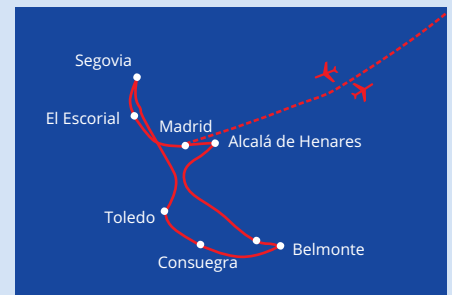 Segovia
El Escorial
Madrid
Alcalá de Henares
Toledo
Consuegra
Belmonte